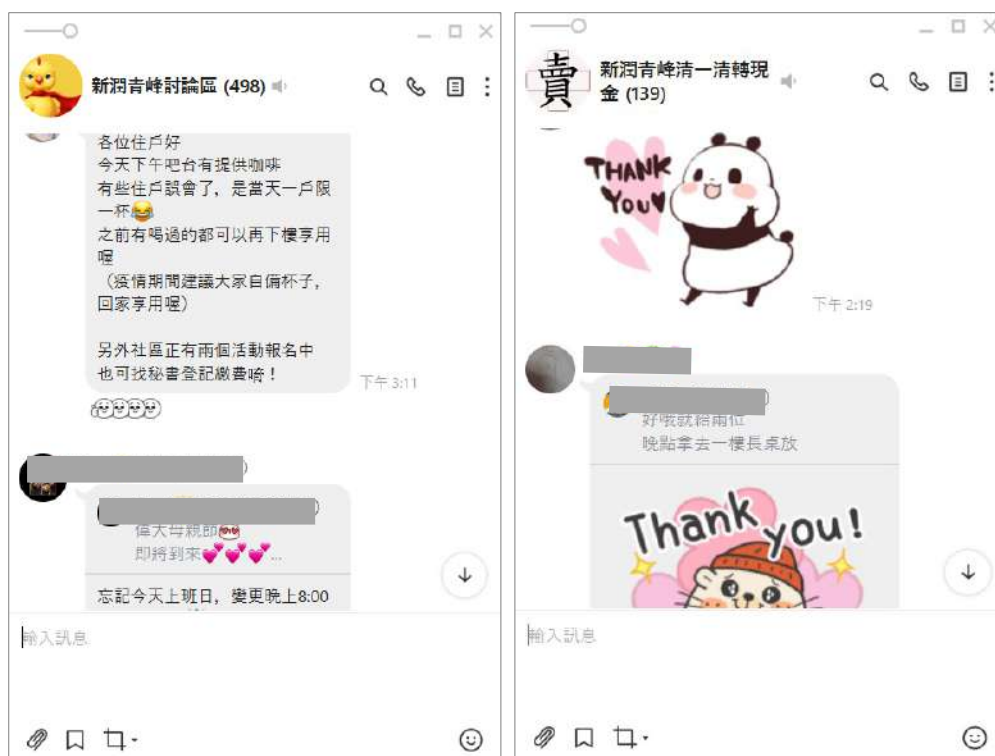 新潤青峰討論區 (498)
各位住戶好
今天下午吧台有提供咖啡
有些住戶誤會了，是當天一戶限
一杯😂
之前有喝過的都可以再下樓享用
喔
（疫情期間建議大家自備杯子，
回家享用喔）
另外社區正有兩個活動報名中
也可找秘書登記繳費唷！
下午 3:11
偉大母親節
即將到來💕💕💕...
忘記今天上班日，變更晚上8:00
輸入訊息
賣
新潤青峰清一清轉現
金 (139)
THANK
YOU♥
下午 2:19
好哦就給兩位
晚點拿去一樓長桌放
Thank you!
輸入訊息